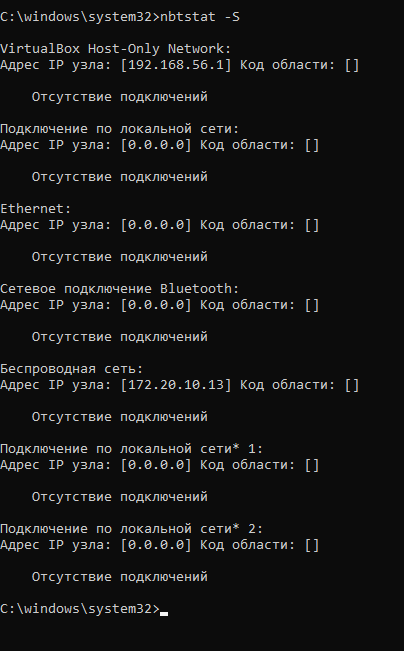 C:\windows\system32>nbtstat -S
VirtualBox Host-Only Network:
Адрес IP узла: [192.168.56.1] Код области: []
Отсутствие подключений
Подключение по локальной сети:
Адрес IP узла: [0.0.0.0] Код области: []
Отсутствие подключений
Ethernet:
Адрес IP узла: [0.0.0.0] Код области: []
Отсутствие подключений
Сетевое подключение Bluetooth:
Адрес IP узла: [0.0.0.0] Код области: []
Отсутствие подключений
Беспроводная сеть:
Адрес IP узла: [172.20.10.13] Код области: []
Отсутствие подключений
Подключение по локальной сети* 1:
Адрес IP узла: [0.0.0.0] Код области: []
Отсутствие подключений
Подключение по локальной сети* 2:
Адрес IP узла: [0.0.0.0] Код области: []
Отсутствие подключений
C:\windows\system32>